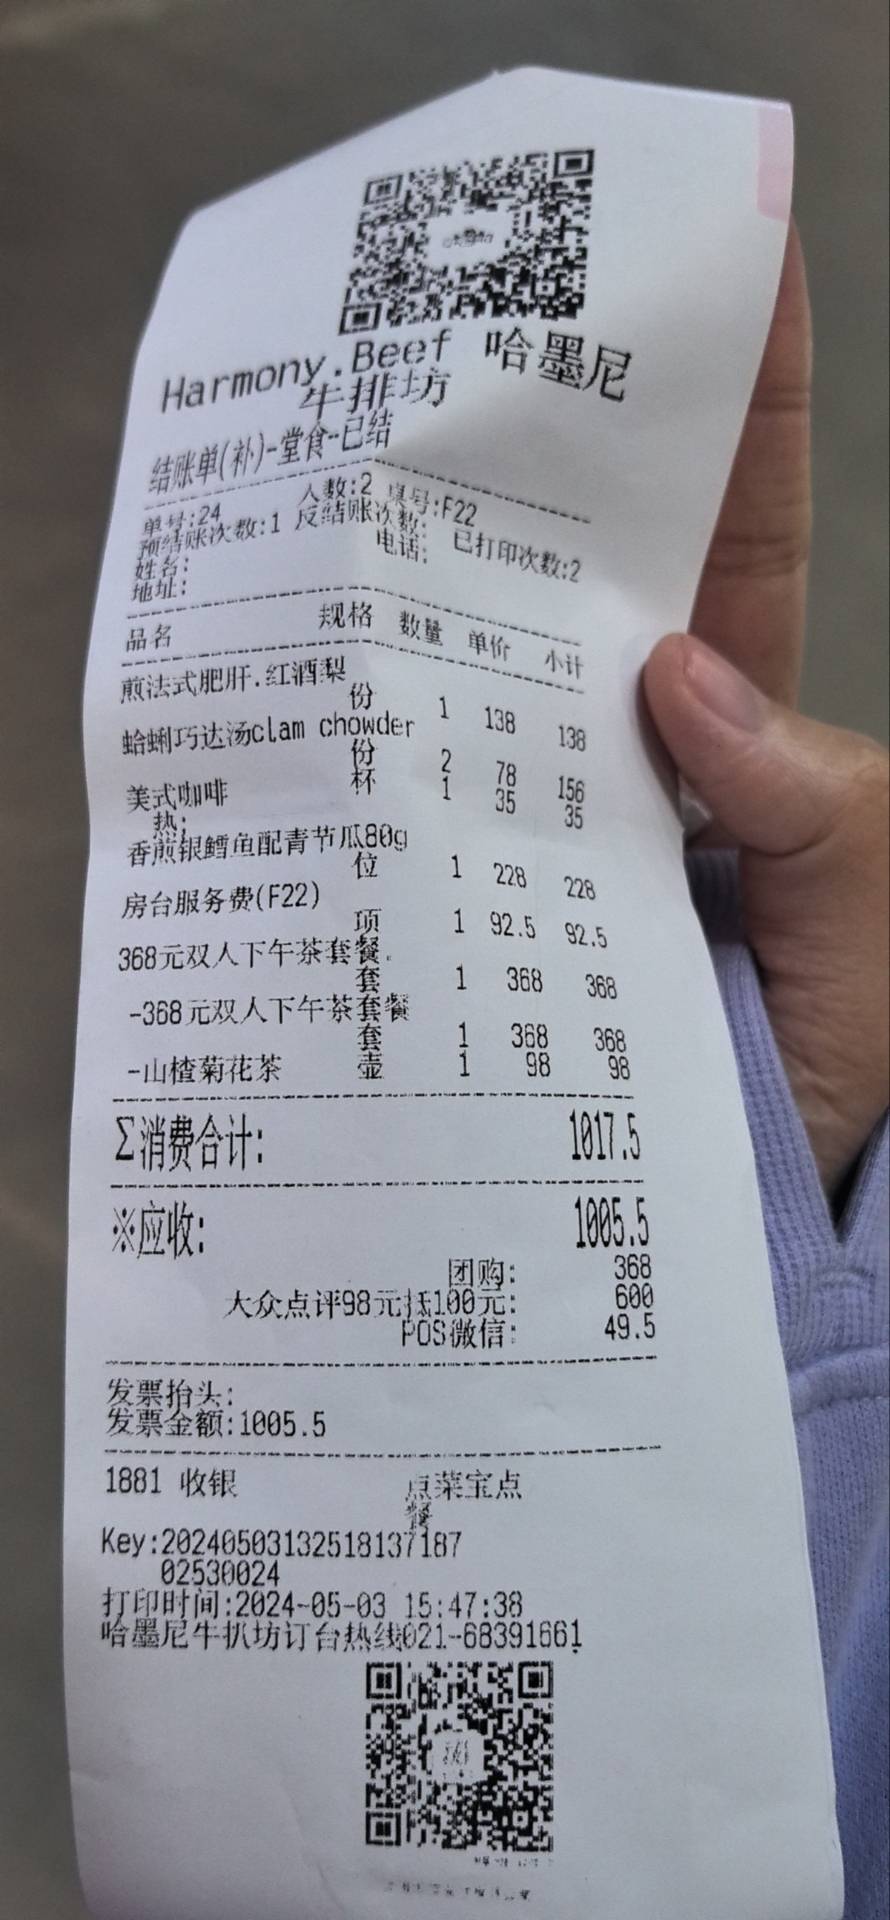 Harmony.Beef 哈墨尼
牛排坊
结账单(补)-堂食-已结
单号:24 人数:2 桌号:F22
预结账次数:1 反结账次数: 已打印次数:2
姓名: 电话:
地址:
品名 规格 数量 单价 小计
煎法式肥肝.红酒梨
份 1 138 138
蛤蜊巧达汤clam chowder
份 2 78 156
美式咖啡 杯 1 35 35
热;
香煎银鳕鱼配青节瓜80g
位 1 228 228
房台服务费(F22)
项 1 92.5 92.5
368元双人下午茶套餐.
套 1 368 368
-368元双人下午茶套餐
套 1 368 368
-山楂菊花茶 壶 1 98 98
∑消费合计: 1017.5
※应收: 1005.5
团购: 368
大众点评98元抵100元: 600
POS微信: 49.5
发票抬头:
发票金额:1005.5
1881 收银 点菜宝点
餐
Key:20240503132518137187
02530024
打印时间:2024-05-03 15:47:38
哈墨尼牛扒坊订台热线021-68391661